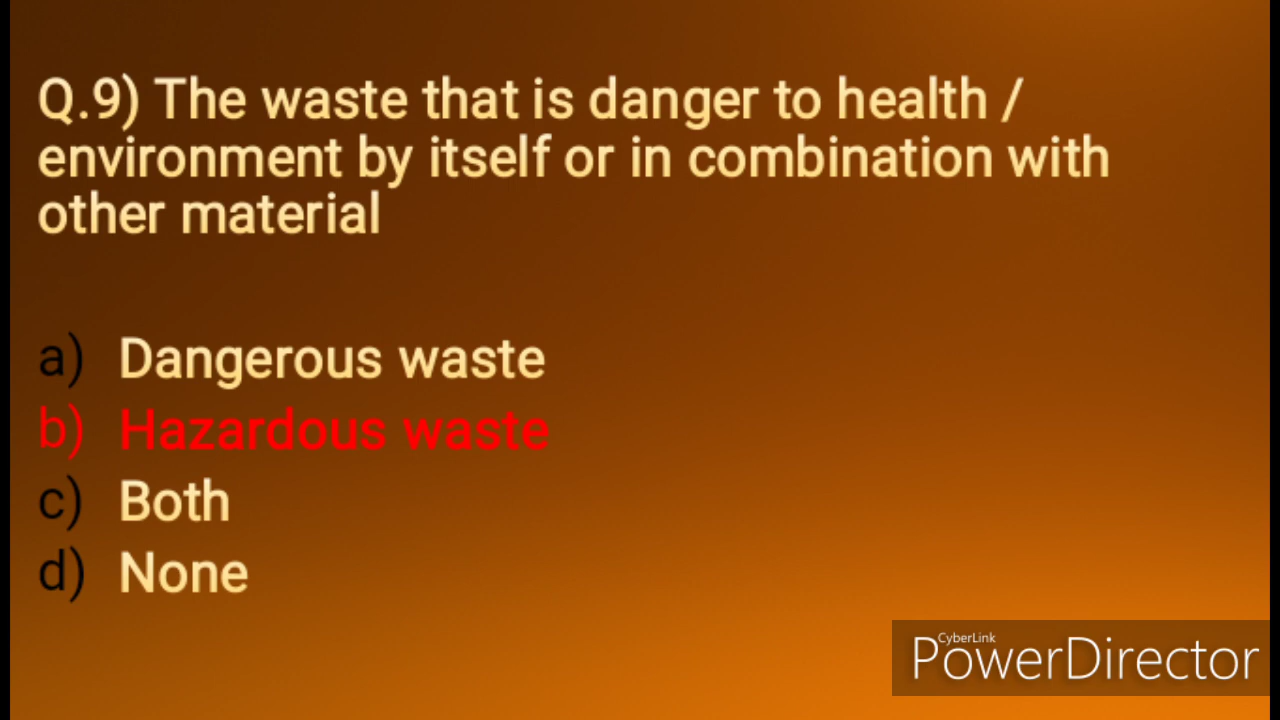 Q.9) The waste that is danger to health /
environment by itself or in combination with
other material
a) Dangerous waste
b) Hazardous waste
c) Both
d) None
CyberLink
PowerDirector